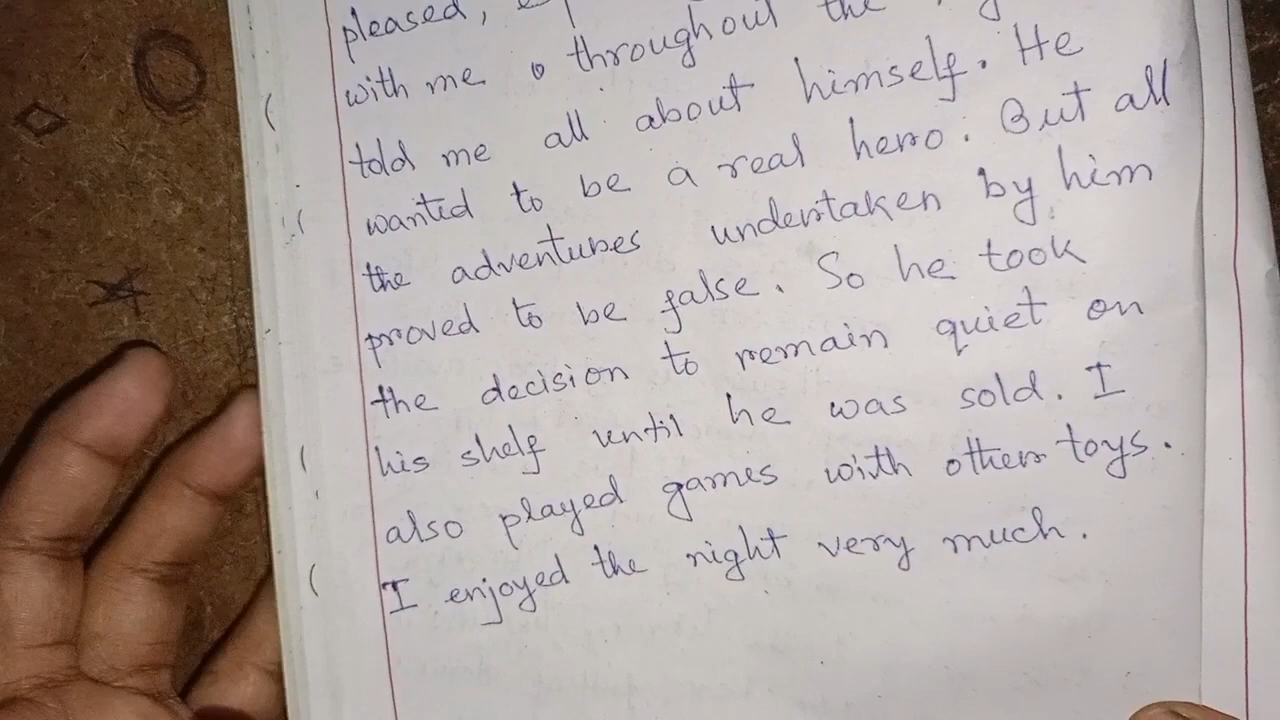 pleased,
with me throughout the
told me all about himself. He
wanted to be a real hero. But all
the adventures undertaken by him
proved to be false. So he took
the decision to remain quiet on
his shelf until he was sold. I
also played games with other toys.
I enjoyed the night very much.